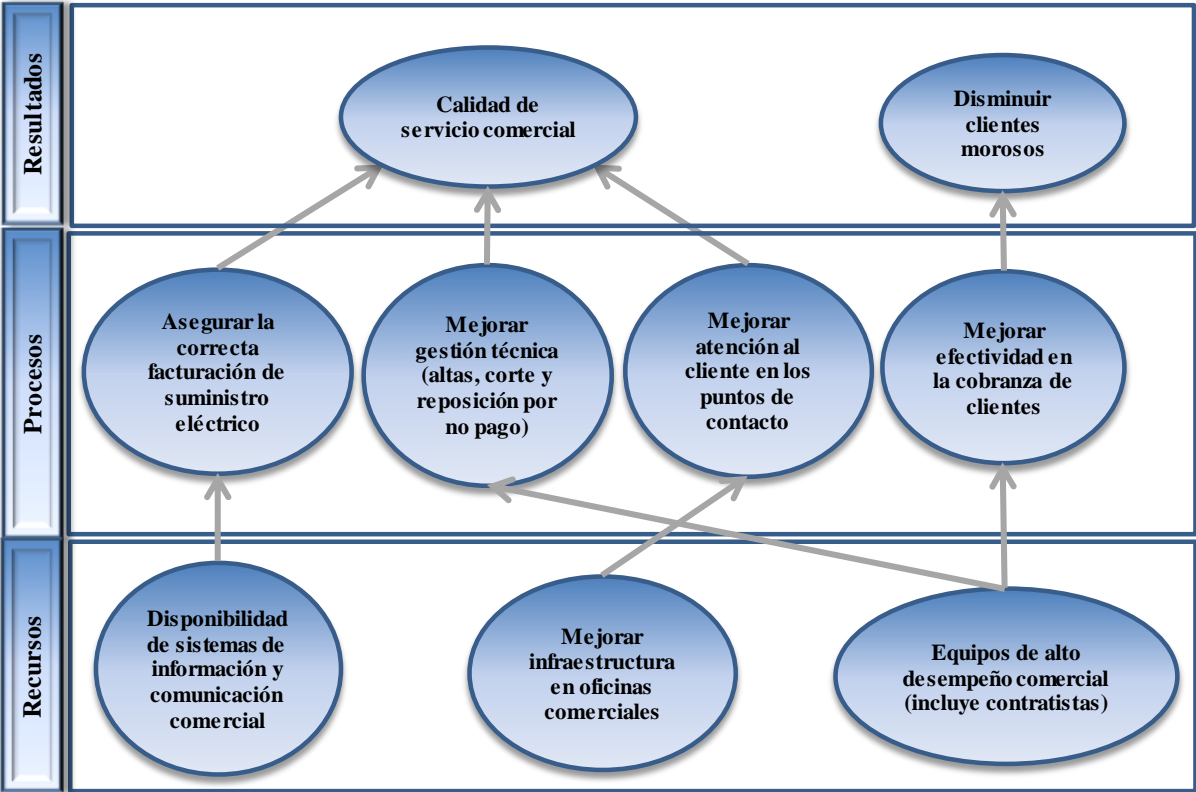 Resultados
Calidad de
servicio comercial
Disminuir
clientes
morosos
Procesos
Asegurar la
correcta
facturación de
suministro
eléctrico
Mejorar
gestión técnica
(altas, corte y
reposición por
no pago)
Mejorar
atención al
cliente en los
puntos de
contacto
Mejorar
efectividad en
la cobranza de
clientes
Recursos
Disponibilidad
de sistemas de
información y
comunicación
comercial
Mejorar
infraestructura
en oficinas
comerciales
Equipos de alto
desempeño comercial
(incluye contratistas)